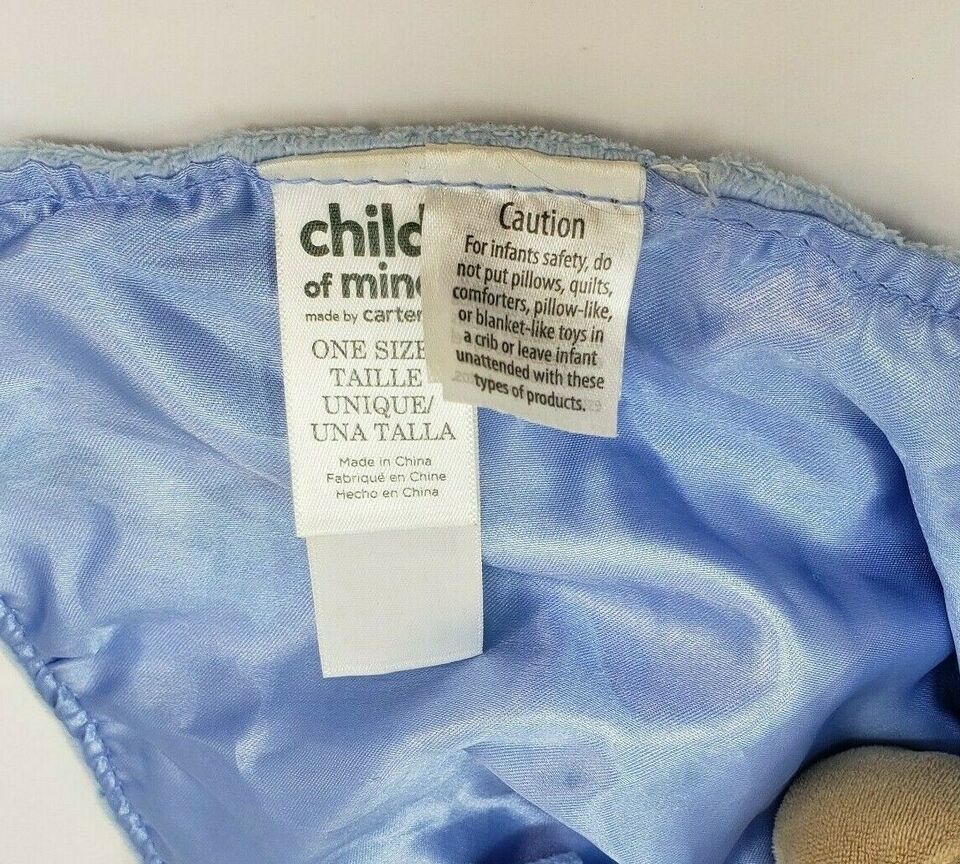 child
of mine
made by carter
ONE SIZE
TAILLE
UNIQUE/
UNA TALLA
Made in China
Fabriqué en Chine
Hecho en China
Caution
For infants safety, do
not put pillows, quilts,
comforters, pillow-like,
or blanket-like toys in
a crib or leave infant
unattended with these
types of products.